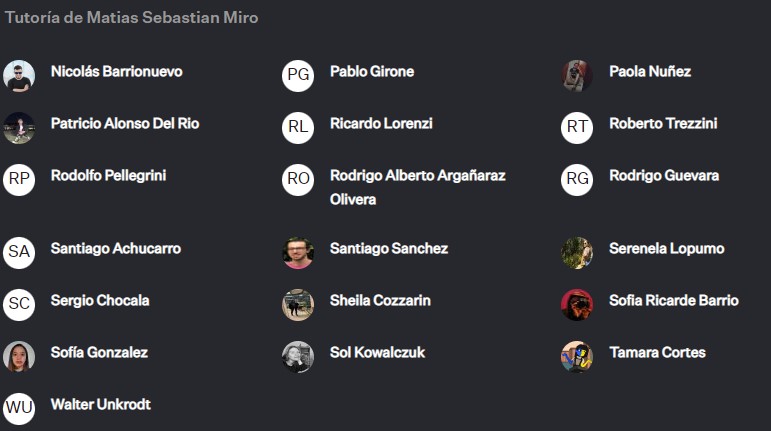 Tutoría de Matias Sebastian Miro
Nicolás Barrionuevo
PG Pablo Girone
Paola Nuñez
Patricio Alonso Del Rio
RL Ricardo Lorenzi
RT Roberto Trezzini
RP Rodolfo Pellegrini
RO Rodrigo Alberto Argañaraz
Olivera
RG Rodrigo Guevara
SA Santiago Achucarro
Santiago Sanchez
Serenela Lopumo
SC Sergio Chocala
Sheila Cozzarin
Sofia Ricarde Barrio
Sofía Gonzalez
Sol Kowalczuk
Tamara Cortes
WU Walter Unkrodt